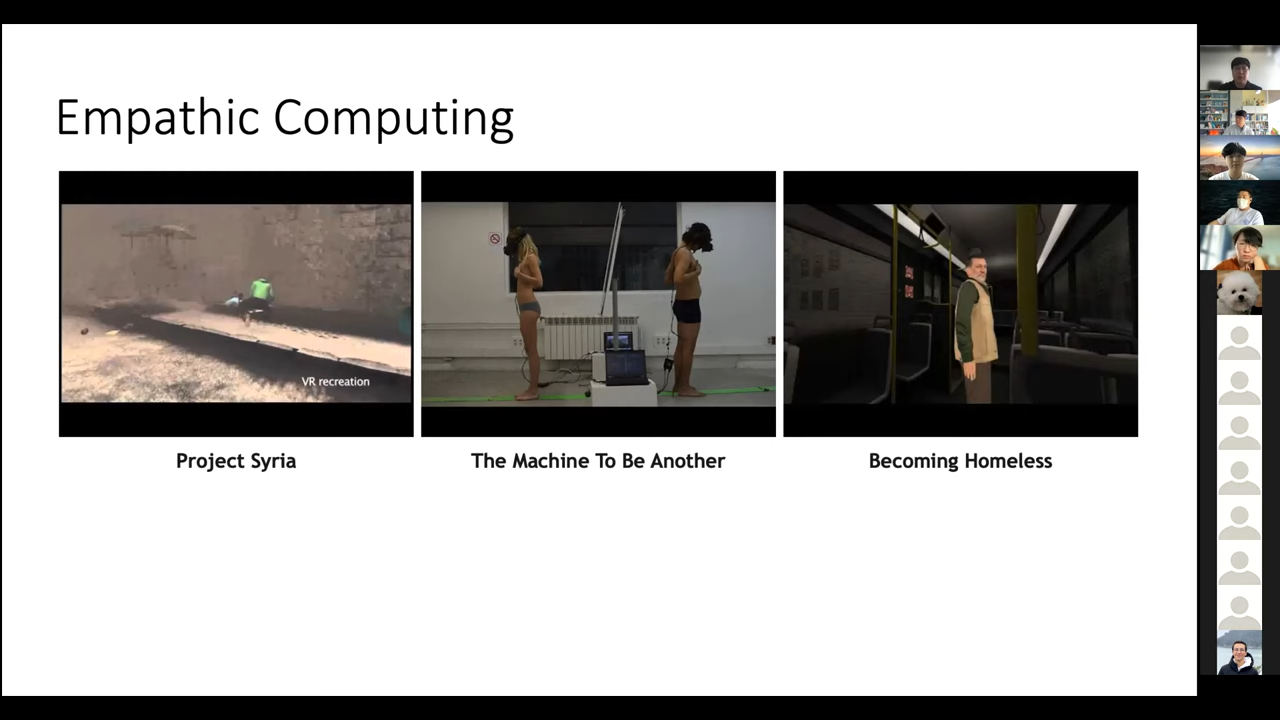 Empathic Computing
VR recreation
Project Syria
The Machine To Be Another
Becoming Homeless